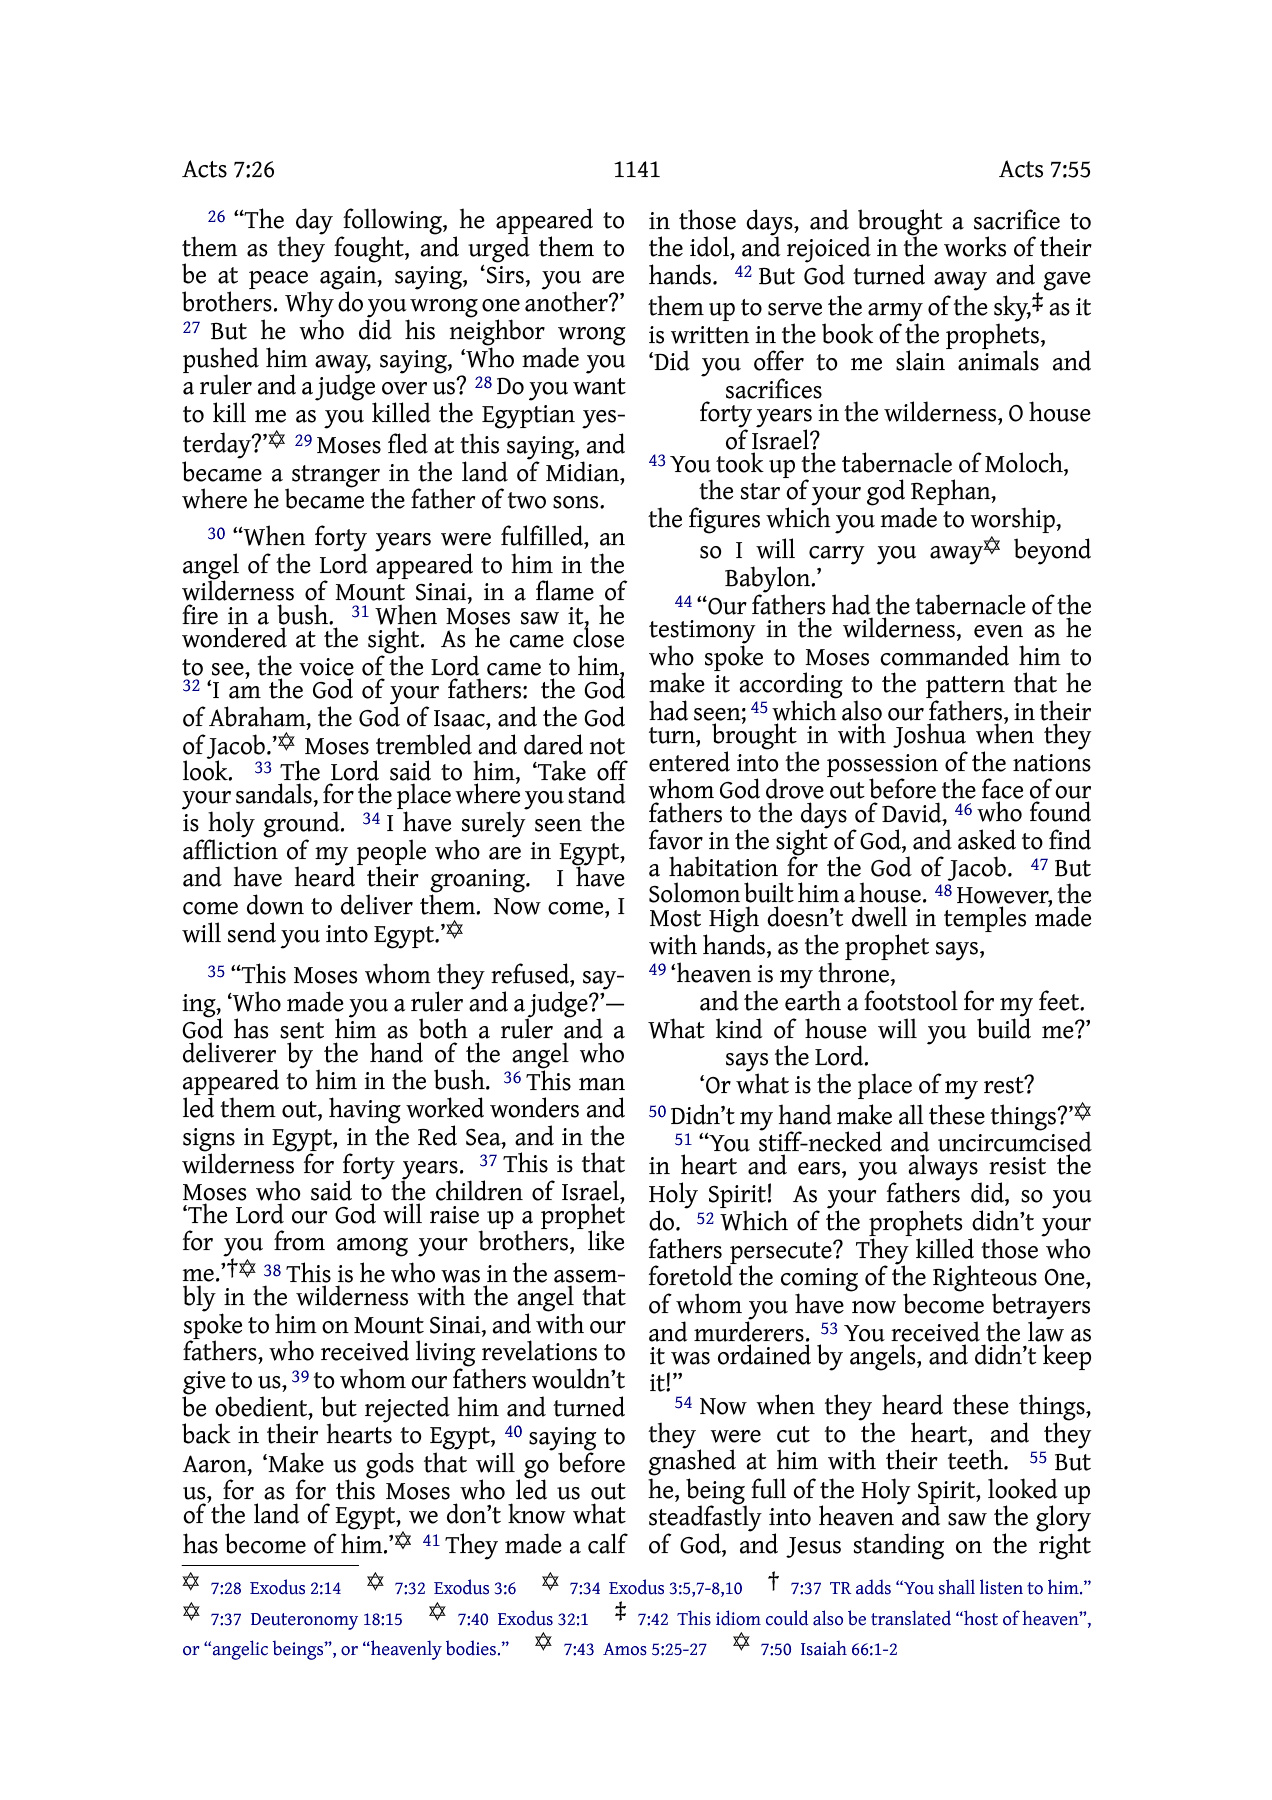 Acts 7:26 1141 Acts 7:55
26 “The day following, he appeared to
them as they fought, and urged them to
be at peace again, saying, ‘Sirs, you are
brothers. Why do you wrong one another?’
27 But he who did his neighbor wrong
pushed him away, saying, ‘Who made you
a ruler and a judge over us? 28 Do you want
to kill me as you killed the Egyptian yes-
terday?’✡ 29 Moses fled at this saying, and
became a stranger in the land of Midian,
where he became the father of two sons.
30 “When forty years were fulfilled, an
angel of the Lord appeared to him in the
wilderness of Mount Sinai, in a flame of
fire in a bush. 31 When Moses saw it, he
wondered at the sight. As he came close
to see, the voice of the Lord came to him,
32 ‘I am the God of your fathers: the God
of Abraham, the God of Isaac, and the God
of Jacob.’✡ Moses trembled and dared not
look. 33 The Lord said to him, ‘Take off
your sandals, for the place where you stand
is holy ground. 34 I have surely seen the
affliction of my people who are in Egypt,
and have heard their groaning. I have
come down to deliver them. Now come, I
will send you into Egypt.’✡
35 “This Moses whom they refused, say-
ing, ‘Who made you a ruler and a judge?’—
God has sent him as both a ruler and a
deliverer by the hand of the angel who
appeared to him in the bush. 36 This man
led them out, having worked wonders and
signs in Egypt, in the Red Sea, and in the
wilderness for forty years. 37 This is that
Moses who said to the children of Israel,
‘The Lord our God will raise up a prophet
for you from among your brothers, like
me.’†✡ 38 This is he who was in the assem-
bly in the wilderness with the angel that
spoke to him on Mount Sinai, and with our
fathers, who received living revelations to
give to us, 39 to whom our fathers wouldn’t
be obedient, but rejected him and turned
back in their hearts to Egypt, 40 saying to
Aaron, ‘Make us gods that will go before
us, for as for this Moses who led us out
of the land of Egypt, we don’t know what
has become of him.’✡ 41 They made a calf
in those days, and brought a sacrifice to
the idol, and rejoiced in the works of their
hands. 42 But God turned away and gave
them up to serve the army of the sky,‡ as it
is written in the book of the prophets,
‘Did you offer to me slain animals and
sacrifices
forty years in the wilderness, O house
of Israel?
43 You took up the tabernacle of Moloch,
the star of your god Rephan,
the figures which you made to worship,
so I will carry you away✡ beyond
Babylon.’
44 “Our fathers had the tabernacle of the
testimony in the wilderness, even as he
who spoke to Moses commanded him to
make it according to the pattern that he
had seen; 45 which also our fathers, in their
turn, brought in with Joshua when they
entered into the possession of the nations
whom God drove out before the face of our
fathers to the days of David, 46 who found
favor in the sight of God, and asked to find
a habitation for the God of Jacob. 47 But
Solomon built him a house. 48 However, the
Most High doesn’t dwell in temples made
with hands, as the prophet says,
49 ‘heaven is my throne,
and the earth a footstool for my feet.
What kind of house will you build me?’
says the Lord.
‘Or what is the place of my rest?
50 Didn’t my hand make all these things?’✡
51 “You stiff-necked and uncircumcised
in heart and ears, you always resist the
Holy Spirit! As your fathers did, so you
do. 52 Which of the prophets didn’t your
fathers persecute? They killed those who
foretold the coming of the Righteous One,
of whom you have now become betrayers
and murderers. 53 You received the law as
it was ordained by angels, and didn’t keep
it!”
54 Now when they heard these things,
they were cut to the heart, and they
gnashed at him with their teeth. 55 But
he, being full of the Holy Spirit, looked up
steadfastly into heaven and saw the glory
of God, and Jesus standing on the right
✡ 7:28 Exodus 2:14 ✡ 7:32 Exodus 3:6 ✡ 7:34 Exodus 3:5,7-8,10 † 7:37 TR adds “You shall listen to him.”
✡ 7:37 Deuteronomy 18:15 ✡ 7:40 Exodus 32:1 ‡ 7:42 This idiom could also be translated “host of heaven”,
or “angelic beings”, or “heavenly bodies.” ✡ 7:43 Amos 5:25-27 ✡ 7:50 Isaiah 66:1-2